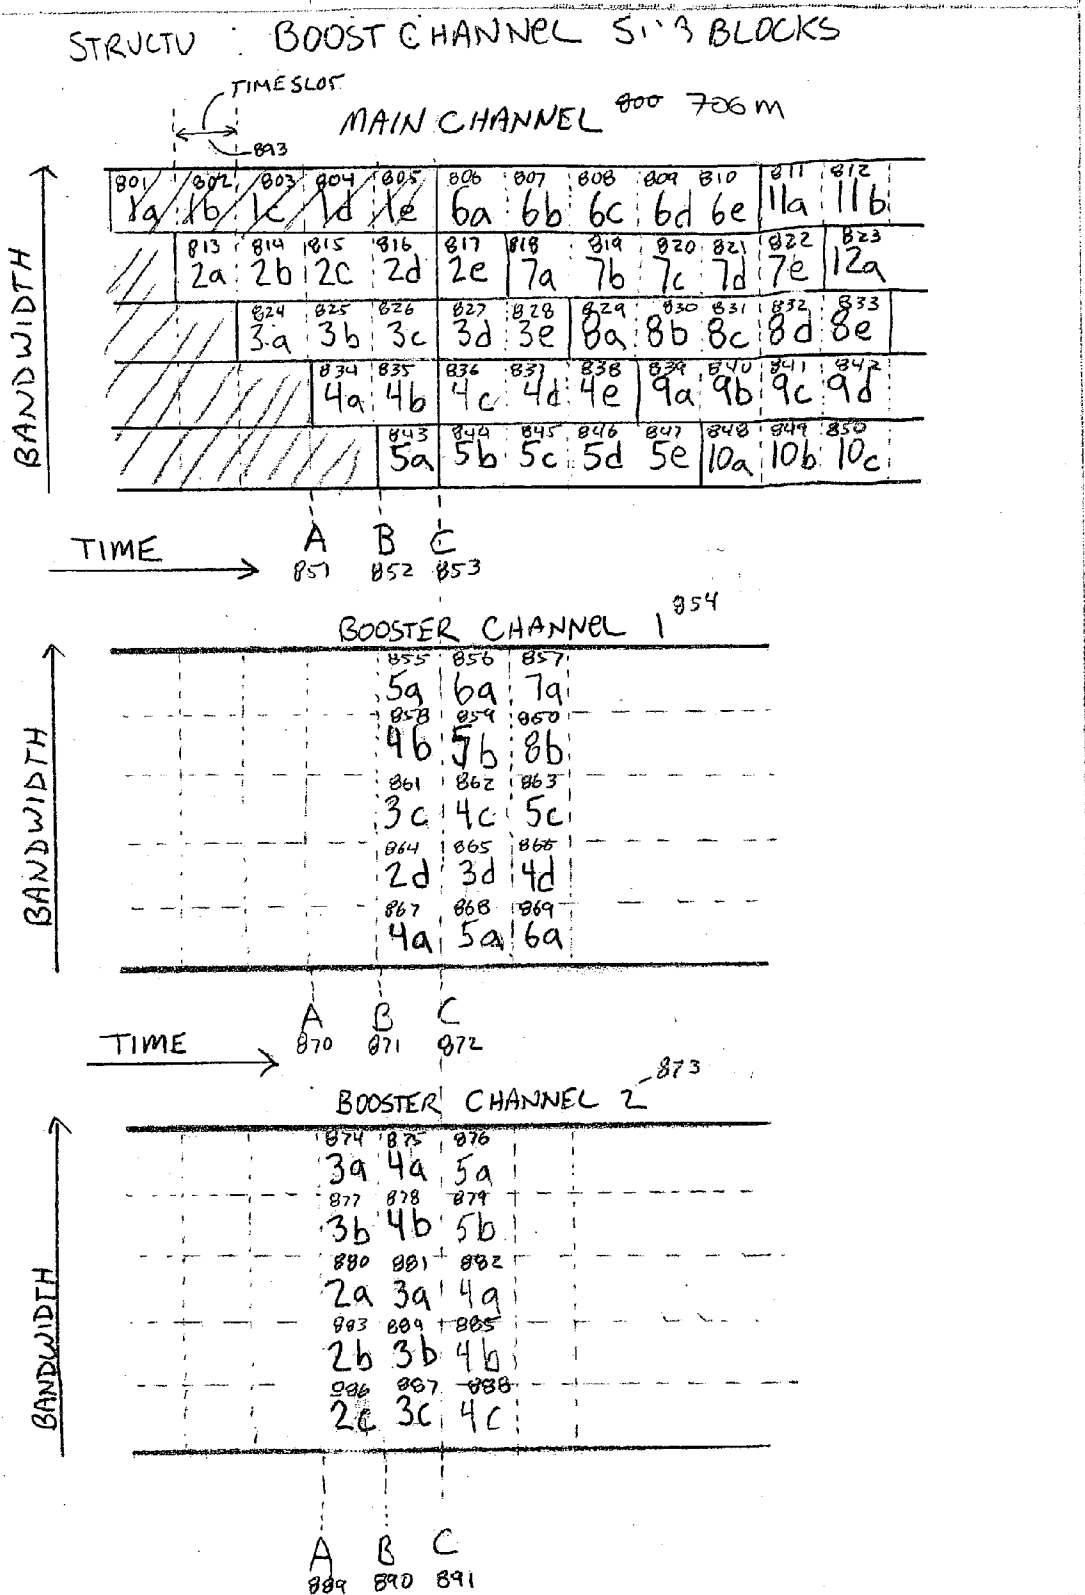 STRUCTU : BOOST CHANNEL 5:3 BLOCKS
TIMESLOT
MAIN CHANNEL 800 706m
893
BANDWIDTH
801 802 803 804 805 806 807 808 809 810 811 812
1a 1b 1c 1d 1e 6a 6b 6c 6d 6e 11a 11b
813 814 815 816 817 818 819 820 821 822 823
2a 2b 2c 2d 2e 7a 7b 7c 7d 7e 12a
824 825 826 827 828 829 830 831 832 833
3a 3b 3c 3d 3e 8a 8b 8c 8d 8e
834 835 836 837 838 839 840 841 842
4a 4b 4c 4d 4e 9a 9b 9c 9d
843 844 845 846 847 848 849 850
5a 5b 5c 5d 5e 10a 10b 10c
TIME
A B C
851 852 853
BOOSTER CHANNEL 1 854
BANDWIDTH
855 856 857
5a 6a 7a
858 859 860
4b 5b 8b
861 862 863
3c 4c 5c
864 865 866
2d 3d 4d
867 868 869
4a 5a 6a
A B C
870 871 872
TIME
BOOSTER CHANNEL 2 873
BANDWIDTH
874 875 876
3a 4a 5a
877 878 879
3b 4b 5b
880 881 882
2a 3a 4a
883 884 885
2b 3b 4b
886 887 888
2c 3c 4c
A B C
889 890 891